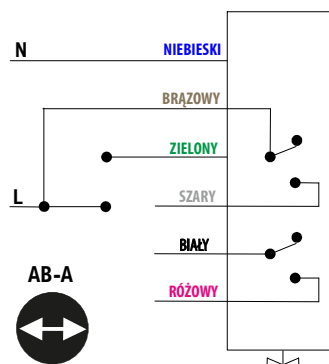 N NIEBIESKI
BRĄZOWY
ZIELONY
L SZARY
BIAŁY
AB-A
RÓŻOWY